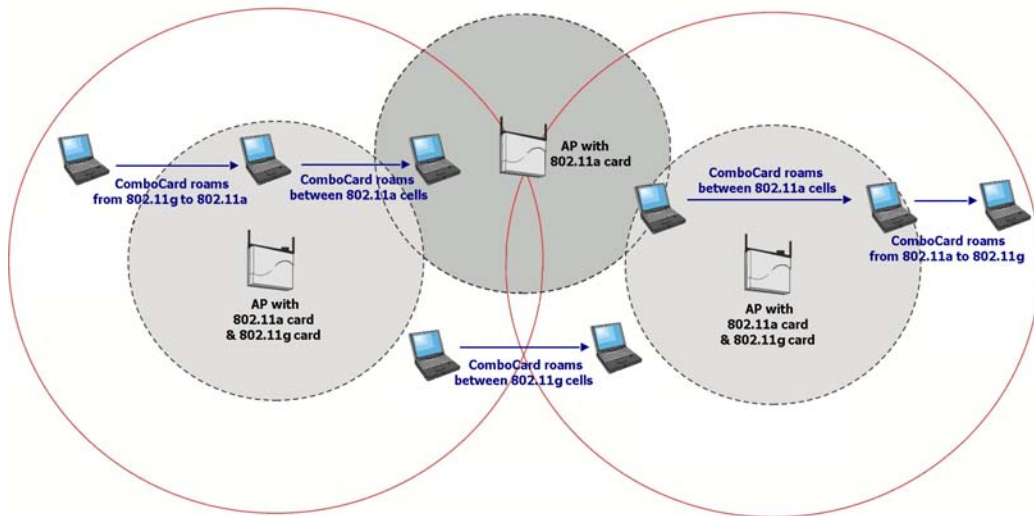 AP with
802.11a card
ComboCard roams
from 802.11g to 802.11a
ComboCard roams
between 802.11a cells
ComboCard roams
between 802.11a cells
ComboCard roams
from 802.11a to 802.11g
AP with
802.11a card
& 802.11g card
AP with
802.11a card
& 802.11g card
ComboCard roams
between 802.11g cells